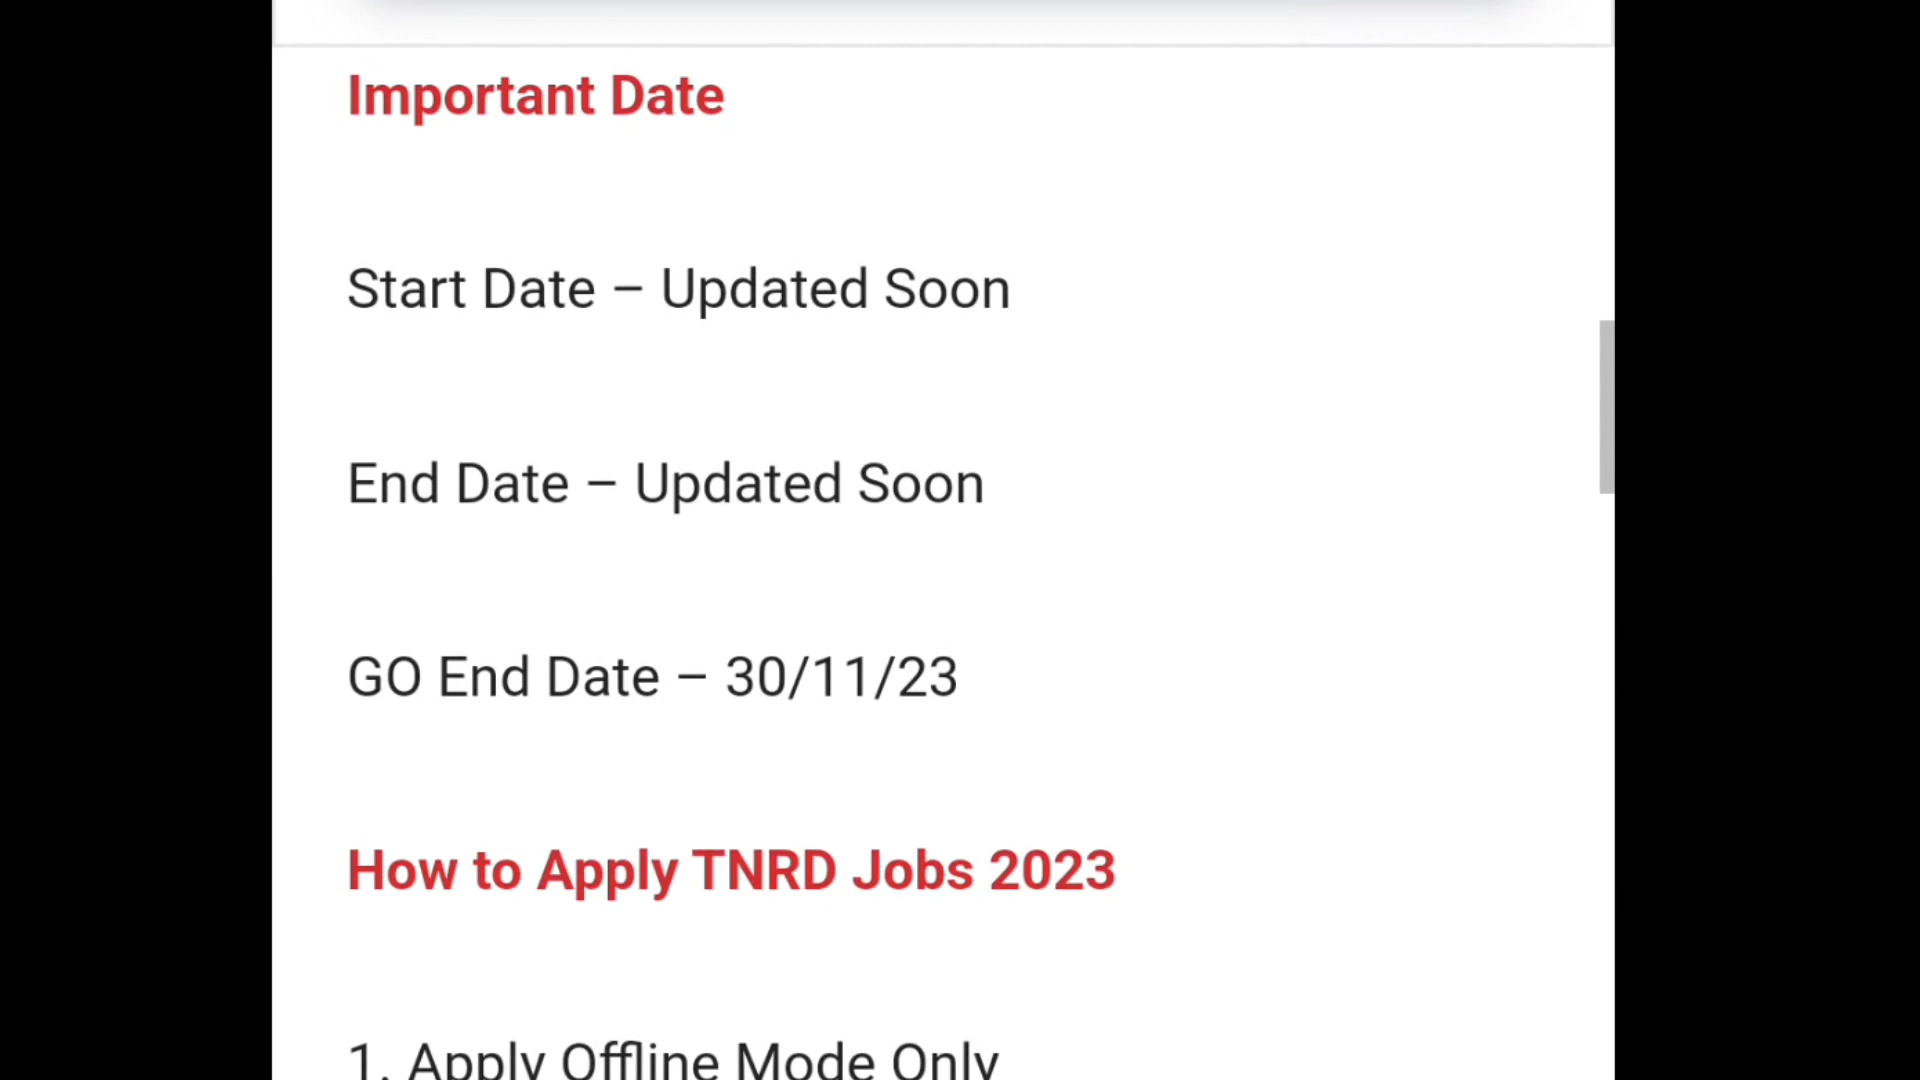 Important Date
Start Date – Updated Soon
End Date – Updated Soon
GO End Date – 30/11/23
How to Apply TNRD Jobs 2023
1. Apply Offline Mode Only